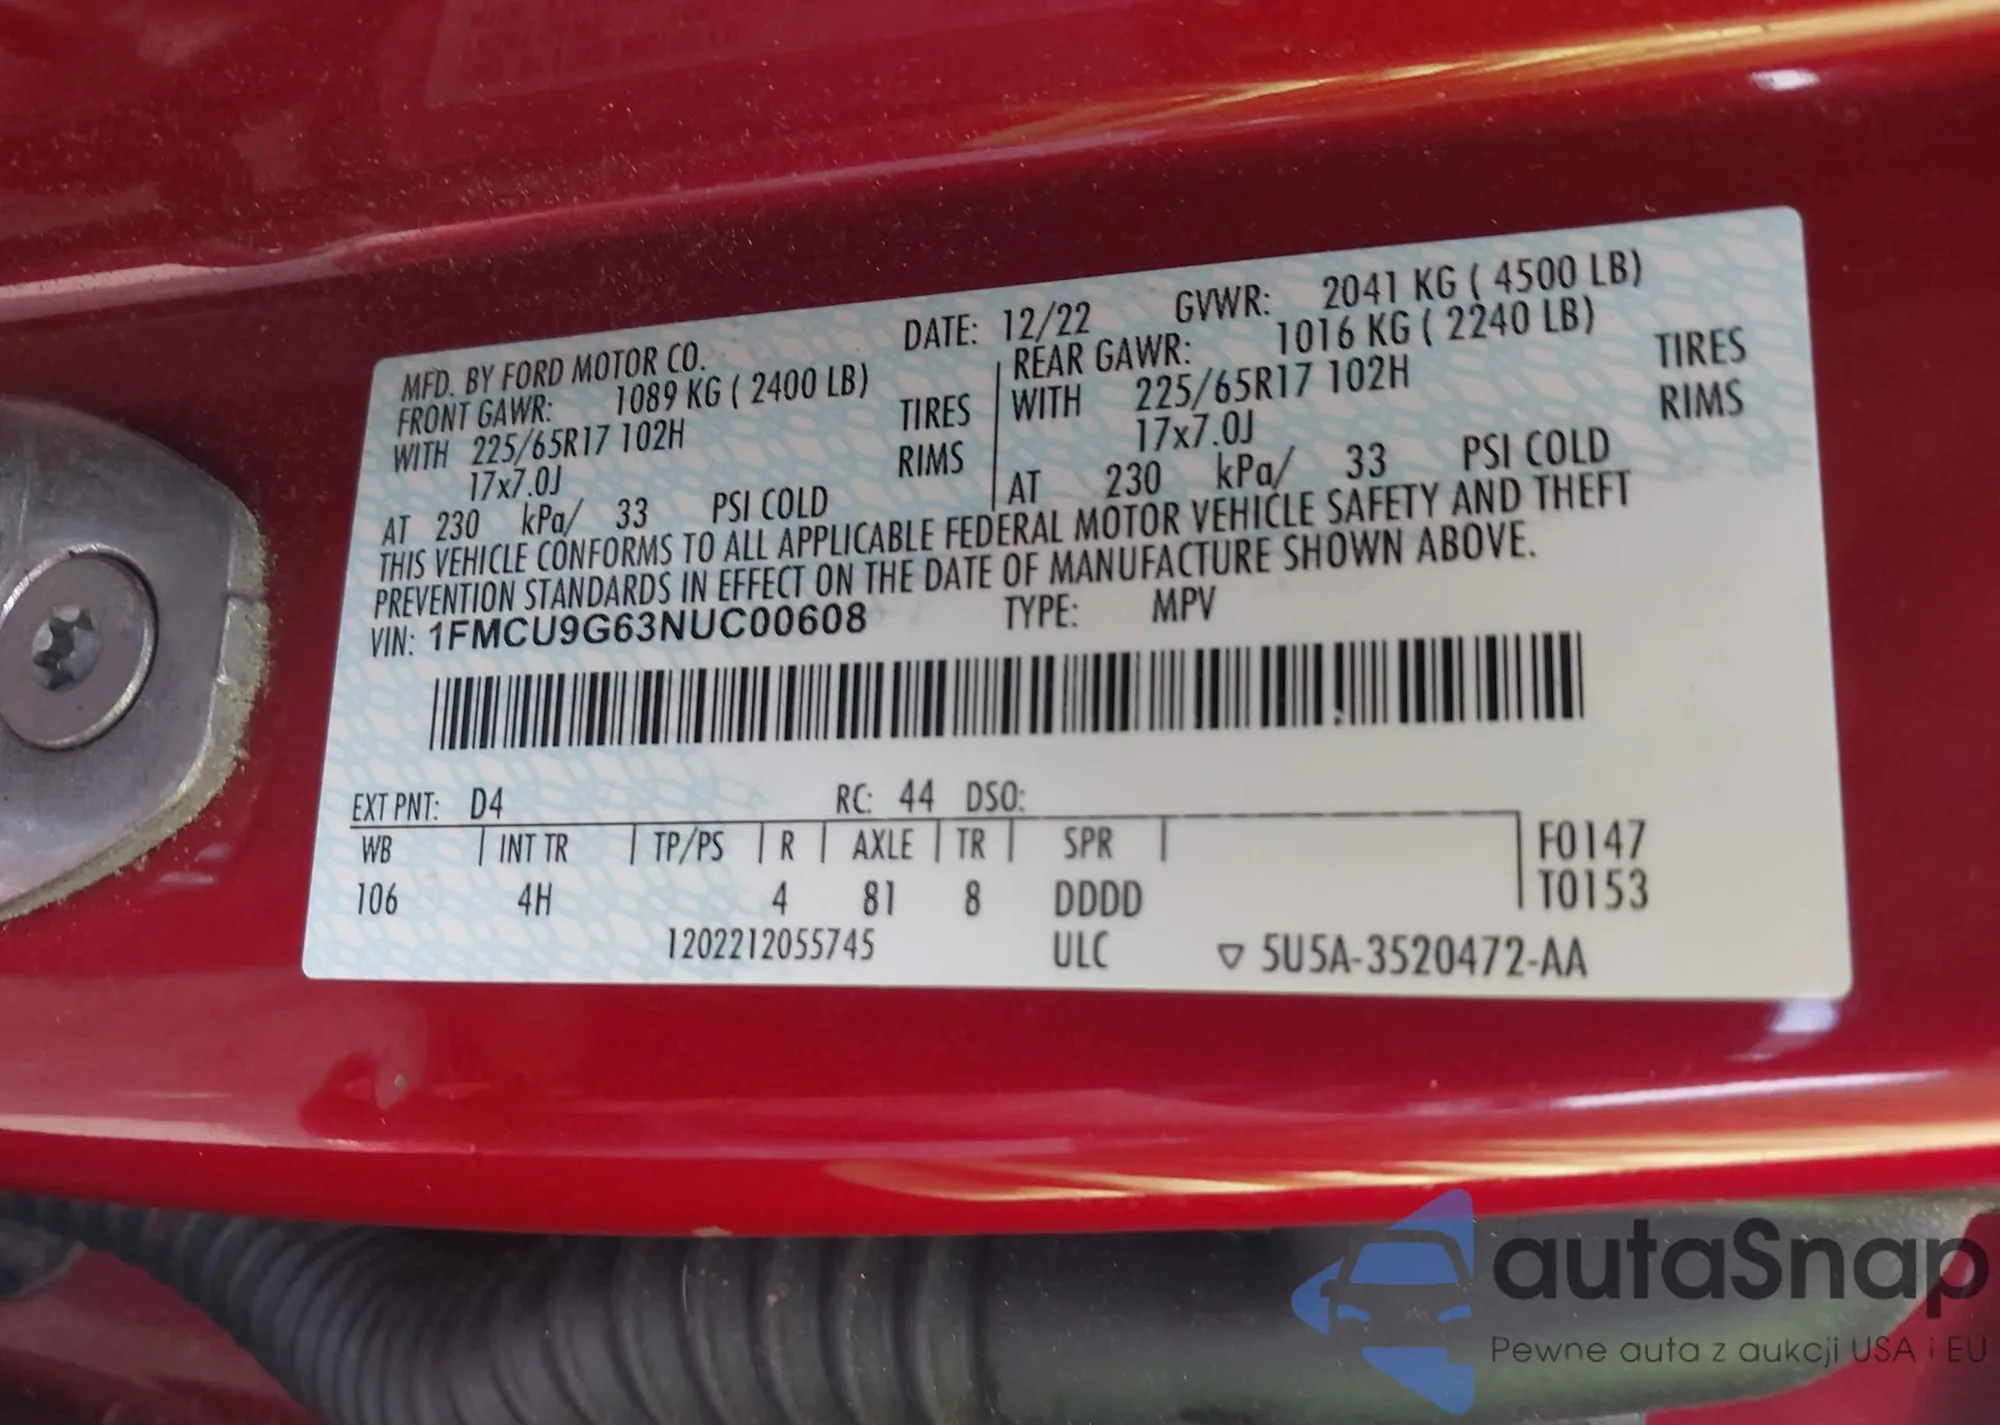 MFD. BY FORD MOTOR CO. DATE: 12/22 GVWR: 2041 KG ( 4500 LB)
FRONT GAWR: 1089 KG ( 2400 LB) REAR GAWR: 1016 KG ( 2240 LB)
WITH 225/65R17 102H TIRES WITH 225/65R17 102H TIRES
17x7.0J RIMS 17x7.0J RIMS
AT 230 kPa/ 33 PSI COLD AT 230 kPa/ 33 PSI COLD
THIS VEHICLE CONFORMS TO ALL APPLICABLE FEDERAL MOTOR VEHICLE SAFETY AND THEFT
PREVENTION STANDARDS IN EFFECT ON THE DATE OF MANUFACTURE SHOWN ABOVE.
VIN: 1FMCU9G63NUC00608 TYPE: MPV
EXT PNT: D4 RC: 44 DSO:
WB INT TR TP/PS R AXLE TR SPR F0147
106 4H 4 81 8 DDDD T0153
1202212055745 ULC ▽ 5U5A-3520472-AA
autoSnap
Pewne auta z aukcji USA i EU